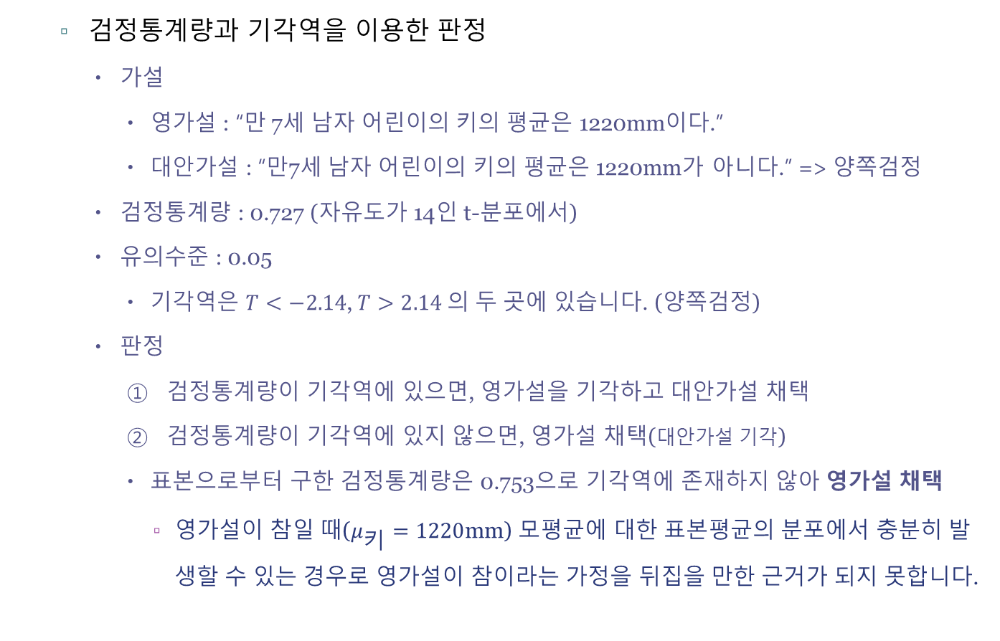 검정통계량과 기각역을 이용한 판정
• 가설
• 영가설 : “만 7세 남자 어린이의 키의 평균은 1220mm이다.”
• 대안가설 : “만7세 남자 어린이의 키의 평균은 1220mm가 아니다.” => 양쪽검정
• 검정통계량 : 0.727 (자유도가 14인 t-분포에서)
• 유의수준 : 0.05
• 기각역은 T < −2.14, T > 2.14 의 두 곳에 있습니다. (양쪽검정)
• 판정
① 검정통계량이 기각역에 있으면, 영가설을 기각하고 대안가설 채택
② 검정통계량이 기각역에 있지 않으면, 영가설 채택(대안가설 기각)
• 표본으로부터 구한 검정통계량은 0.753으로 기각역에 존재하지 않아 영가설 채택
영가설이 참일 때(μ키 = 1220mm) 모평균에 대한 표본평균의 분포에서 충분히 발
생할 수 있는 경우로 영가설이 참이라는 가정을 뒤집을 만한 근거가 되지 못합니다.